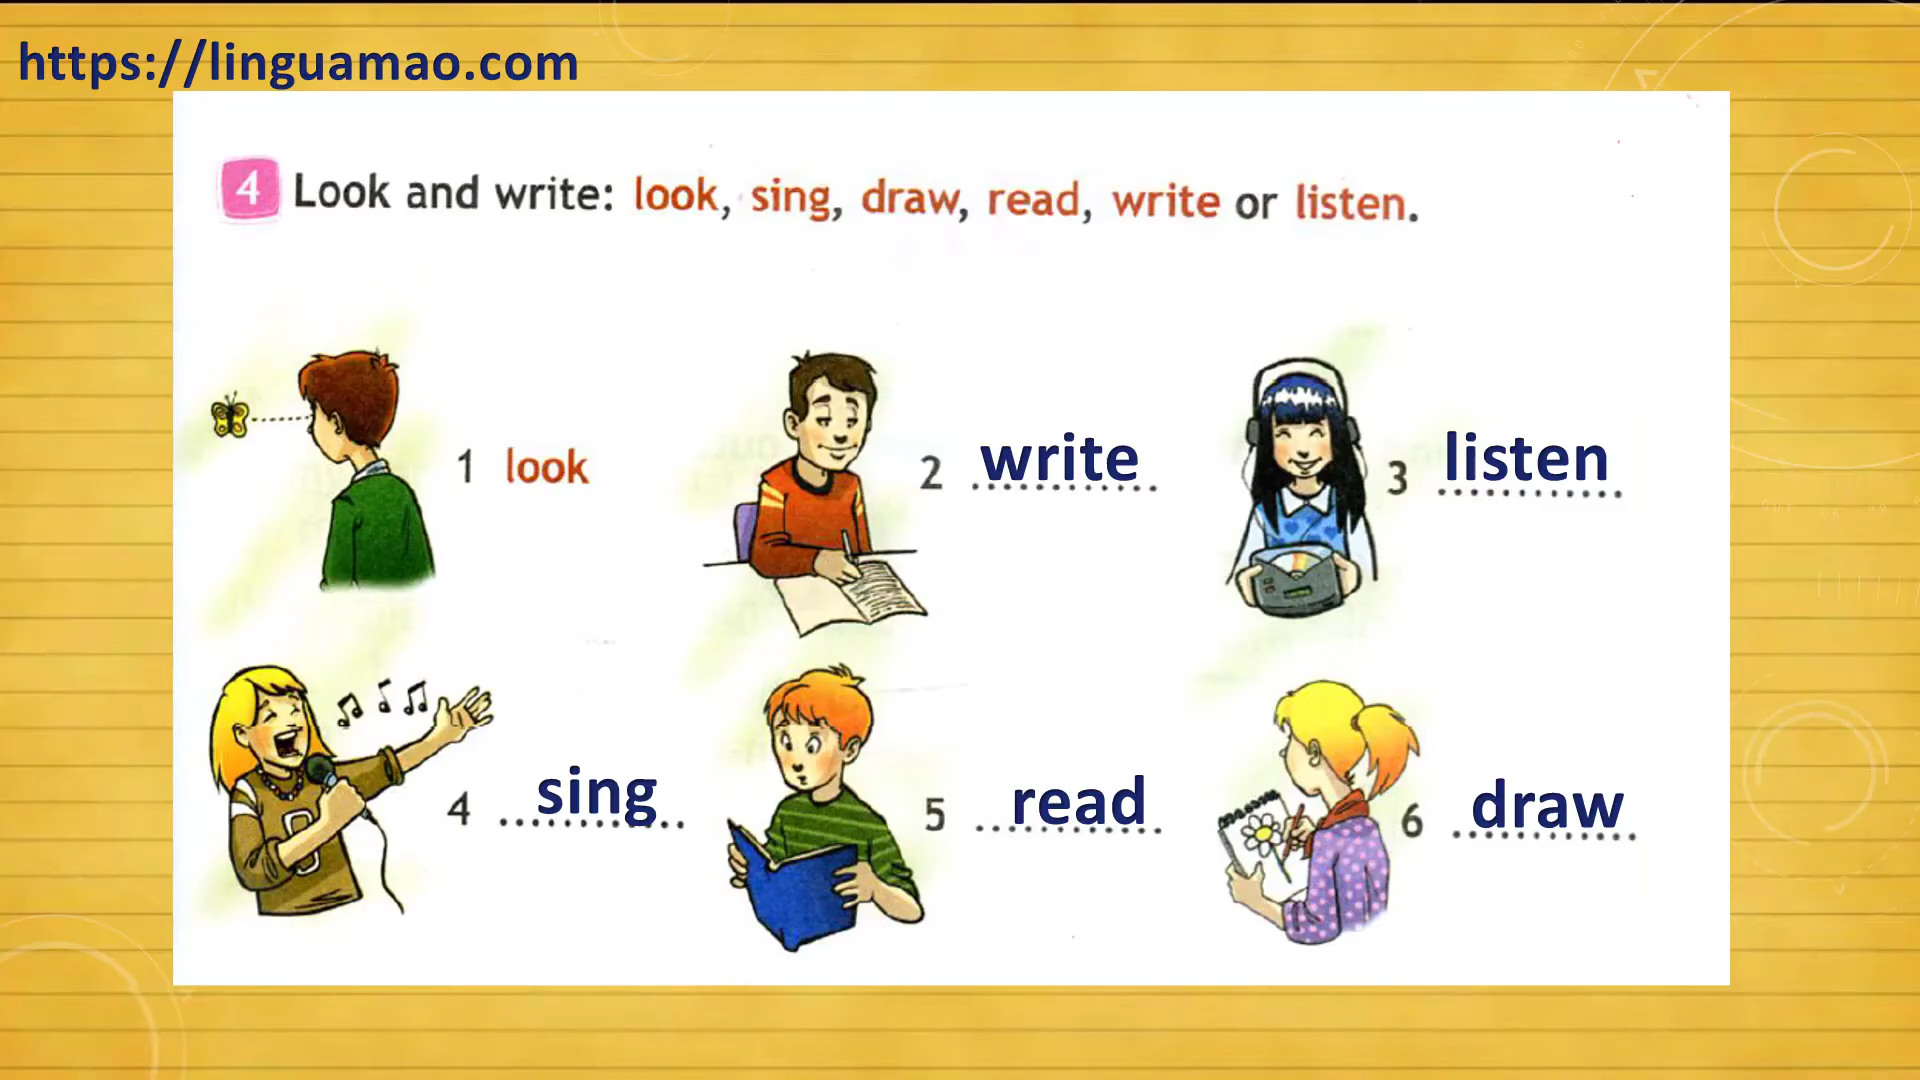 https://linguamao.com
4 Look and write: look, sing, draw, read, write or listen.
1 look
2 write
3 listen
4 sing
5 read
6 draw